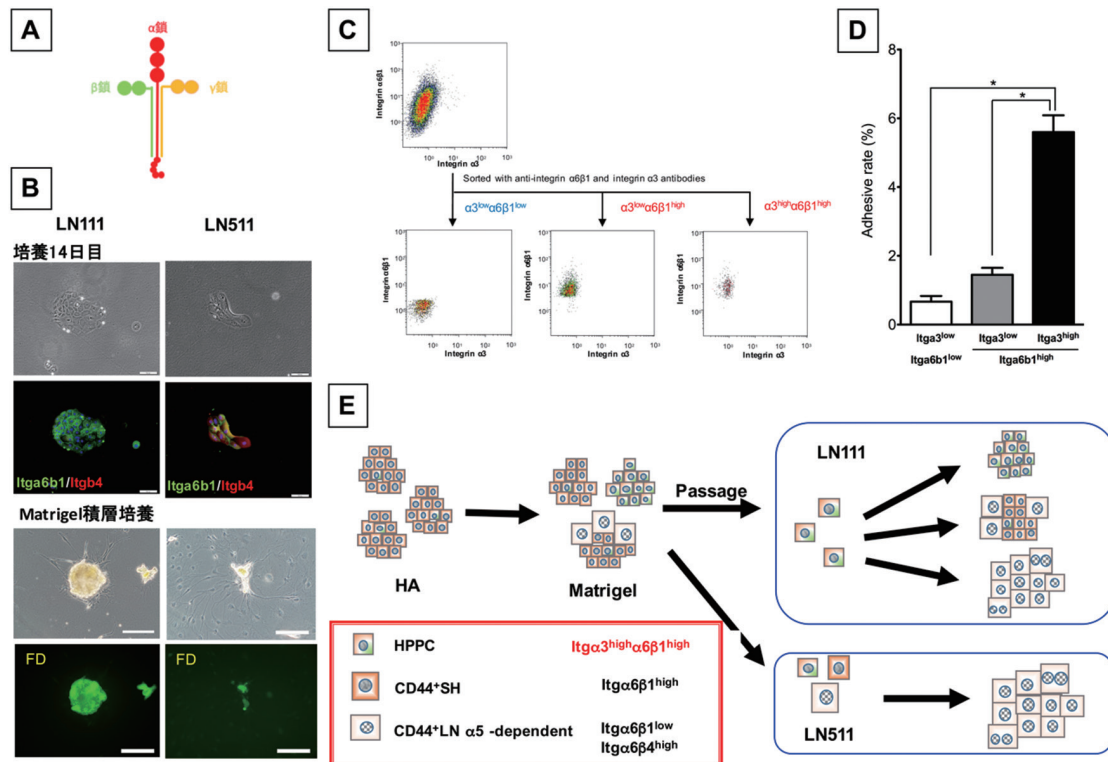 A
α鎖
β鎖
γ鎖
B
LN111
LN511
培養14日目
Itga6b1/Itgb4
Itga6b1/Itgb4
Matrigel積層培養
FD
FD
C
Integrin α6β1
Integrin α3
Sorted with anti-integrin α6β1 and integrin α3 antibodies
α3lowα6β1low
α3lowα6β1high
α3highα6β1high
Integrin α6β1
Integrin α6β1
Integrin α6β1
Integrin α3
Integrin α3
Integrin α3
D
Adhesive rate (%)
8
6
4
2
0
*
*
Itga3low
Itga3low
Itga3high
Itga6b1low
Itga6b1high
E
HA
Matrigel
Passage
LN111
LN511
HPPC
Itgα3highα6β1high
CD44+SH
Itgα6β1high
CD44+LN α5 -dependent
Itgα6β1low
Itgα6β4high